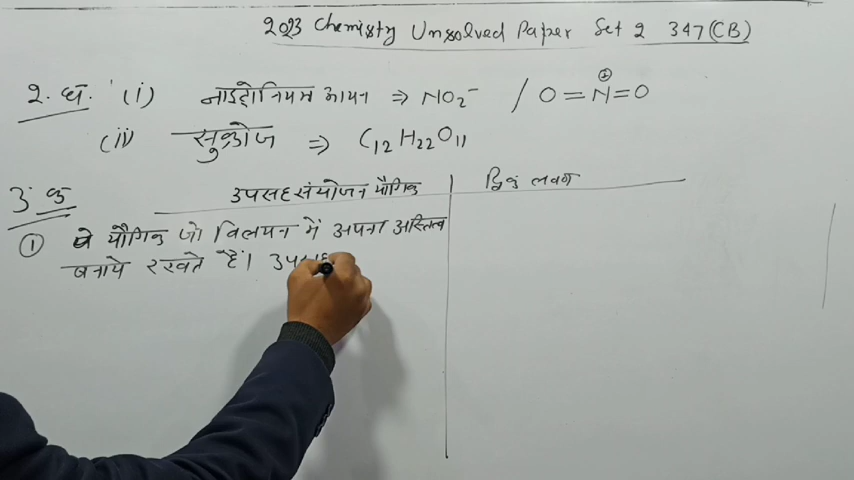 2023 Chemistry Unsolved Paper Set 2 347(CB)
2. घ. (i) नाइट्रोनियम आयन ⇒ NO₂⁻ / O=N⊕=O
(ii) सुक्रोज ⇒ C₁₂H₂₂O₁₁
3. क
उपसहसंयोजन यौगिक
द्विक लवण
① वे यौगिक जो विलयन में अपना अस्तित्व
बनाये रखते हैं। उपसह